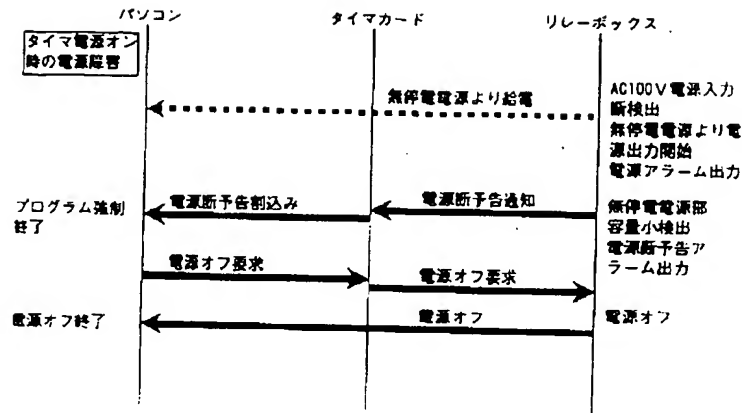 パソコン
タイマカード
リレーボックス
タイマ電源オン
時の電源障害
無停電電源より給電
AC100V電源入力
断検出
無停電電源より電
源出力開始
電源アラーム出力
プログラム強制
終了
電源断予告割込み
電源断予告通知
無停電電源部
容量小検出
電源断予告ア
ラーム出力
電源オフ要求
電源オフ要求
電源オフ終了
電源オフ
電源オフ